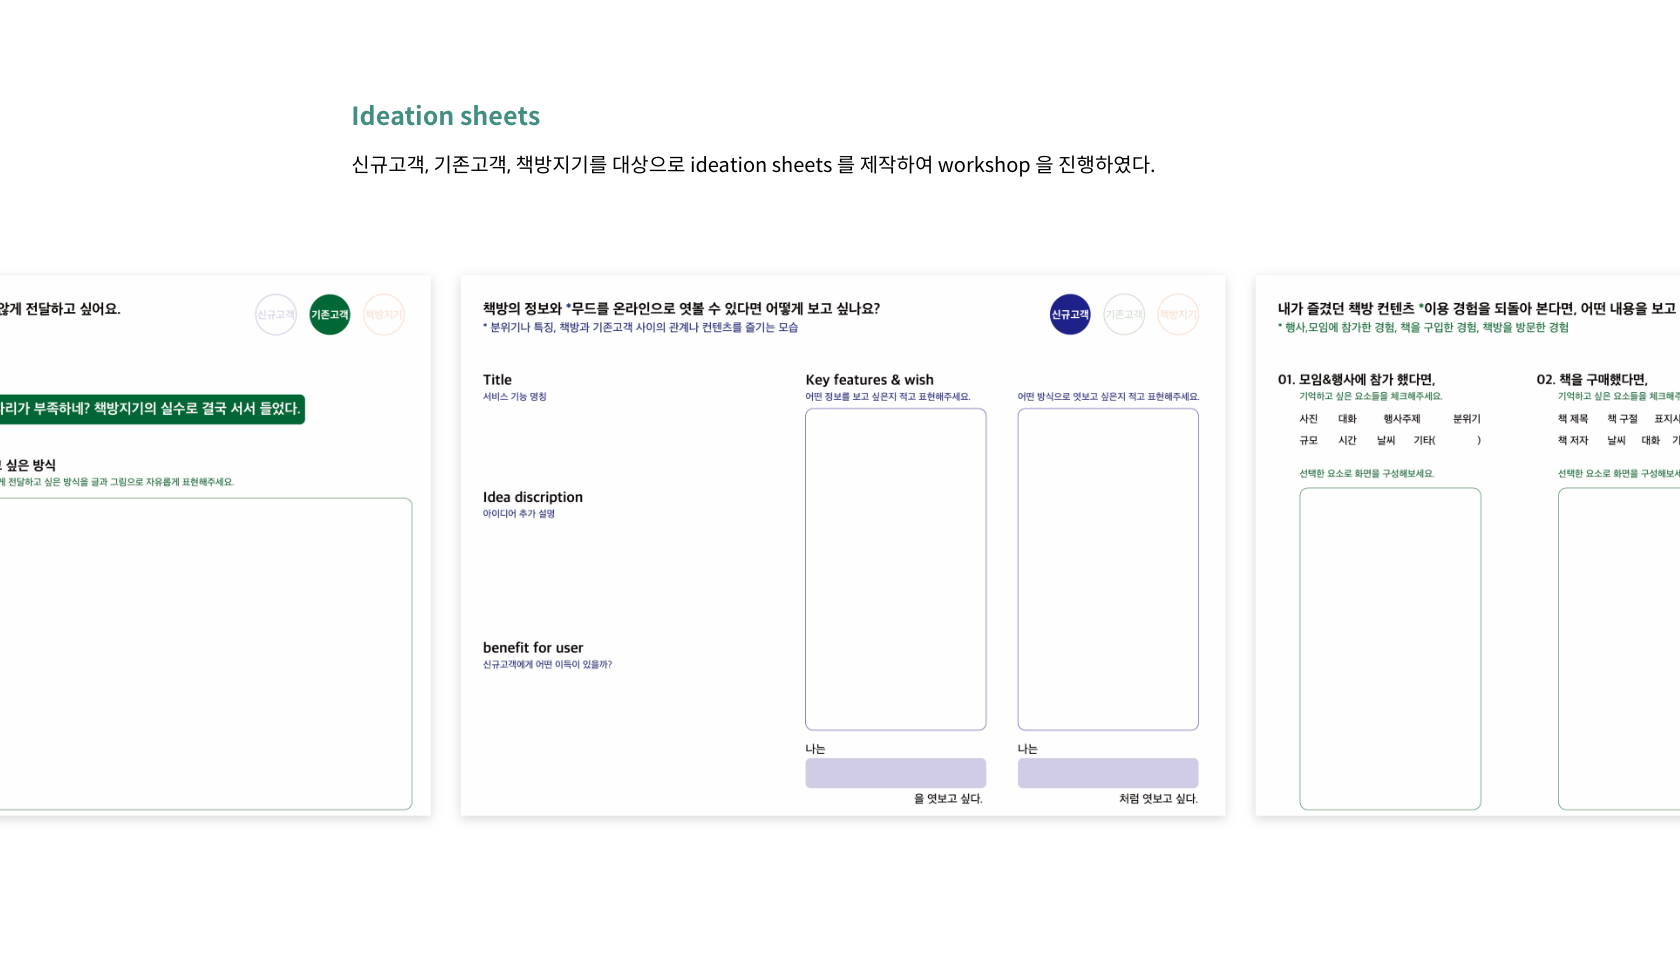 Ideation sheets
신규고객, 기존고객, 책방지기를 대상으로 ideation sheets 를 제작하여 workshop 을 진행하였다.
않게 전달하고 싶어요.
신규고객
기존고객
책방지기
자리가 부족하네? 책방지기의 실수로 결국 서서 들었다.
싶은 방식
게 전달하고 싶은 방식을 글과 그림으로 자유롭게 표현해주세요.
책방의 정보와 *무드를 온라인으로 엿볼 수 있다면 어떻게 보고 싶나요?
* 분위기나 특징, 책방과 기존고객 사이의 관계나 컨텐츠를 즐기는 모습
신규고객
기존고객
책방지기
Title
서비스 기능 명칭
Idea discription
아이디어 추가 설명
benefit for user
신규고객에게 어떤 이득이 있을까?
Key features & wish
어떤 정보를 보고 싶은지 적고 표현해주세요.
나는
을 엿보고 싶다.
어떤 방식으로 엿보고 싶은지 적고 표현해주세요.
나는
처럼 엿보고 싶다.
내가 즐겼던 책방 컨텐츠 *이용 경험을 되돌아 본다면, 어떤 내용을 보고
* 행사,모임에 참가한 경험, 책을 구입한 경험, 책방을 방문한 경험
01. 모임&행사에 참가 했다면,
기억하고 싶은 요소들을 체크해주세요.
사진 대화 행사주제 분위기
규모 시간 날씨 기타( )
선택한 요소로 화면을 구성해보세요.
02. 책을 구매했다면,
기억하고 싶은 요소들을 체크해주
책 제목 책 구절 표지사
책 저자 날씨 대화 기
선택한 요소로 화면을 구성해보세